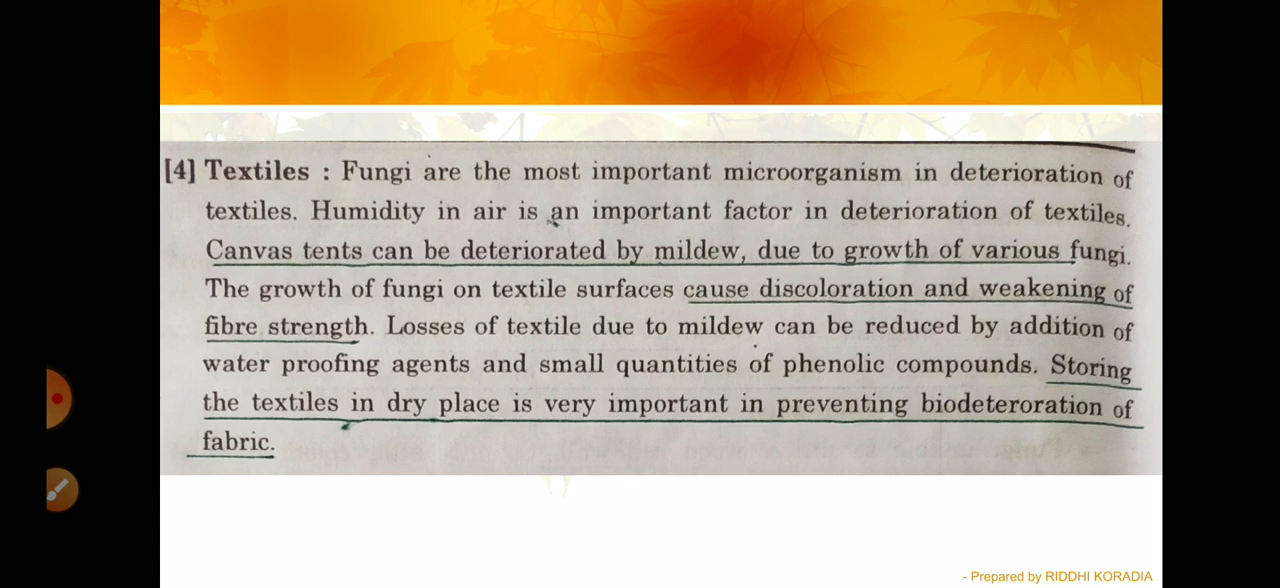 [4] Textiles : Fungi are the most important microorganism in deterioration of
textiles. Humidity in air is an important factor in deterioration of textiles.
Canvas tents can be deteriorated by mildew, due to growth of various fungi.
The growth of fungi on textile surfaces cause discoloration and weakening of
fibre strength. Losses of textile due to mildew can be reduced by addition of
water proofing agents and small quantities of phenolic compounds. Storing
the textiles in dry place is very important in preventing biodeteroration of
fabric.
- Prepared by RIDDHI KORADIA